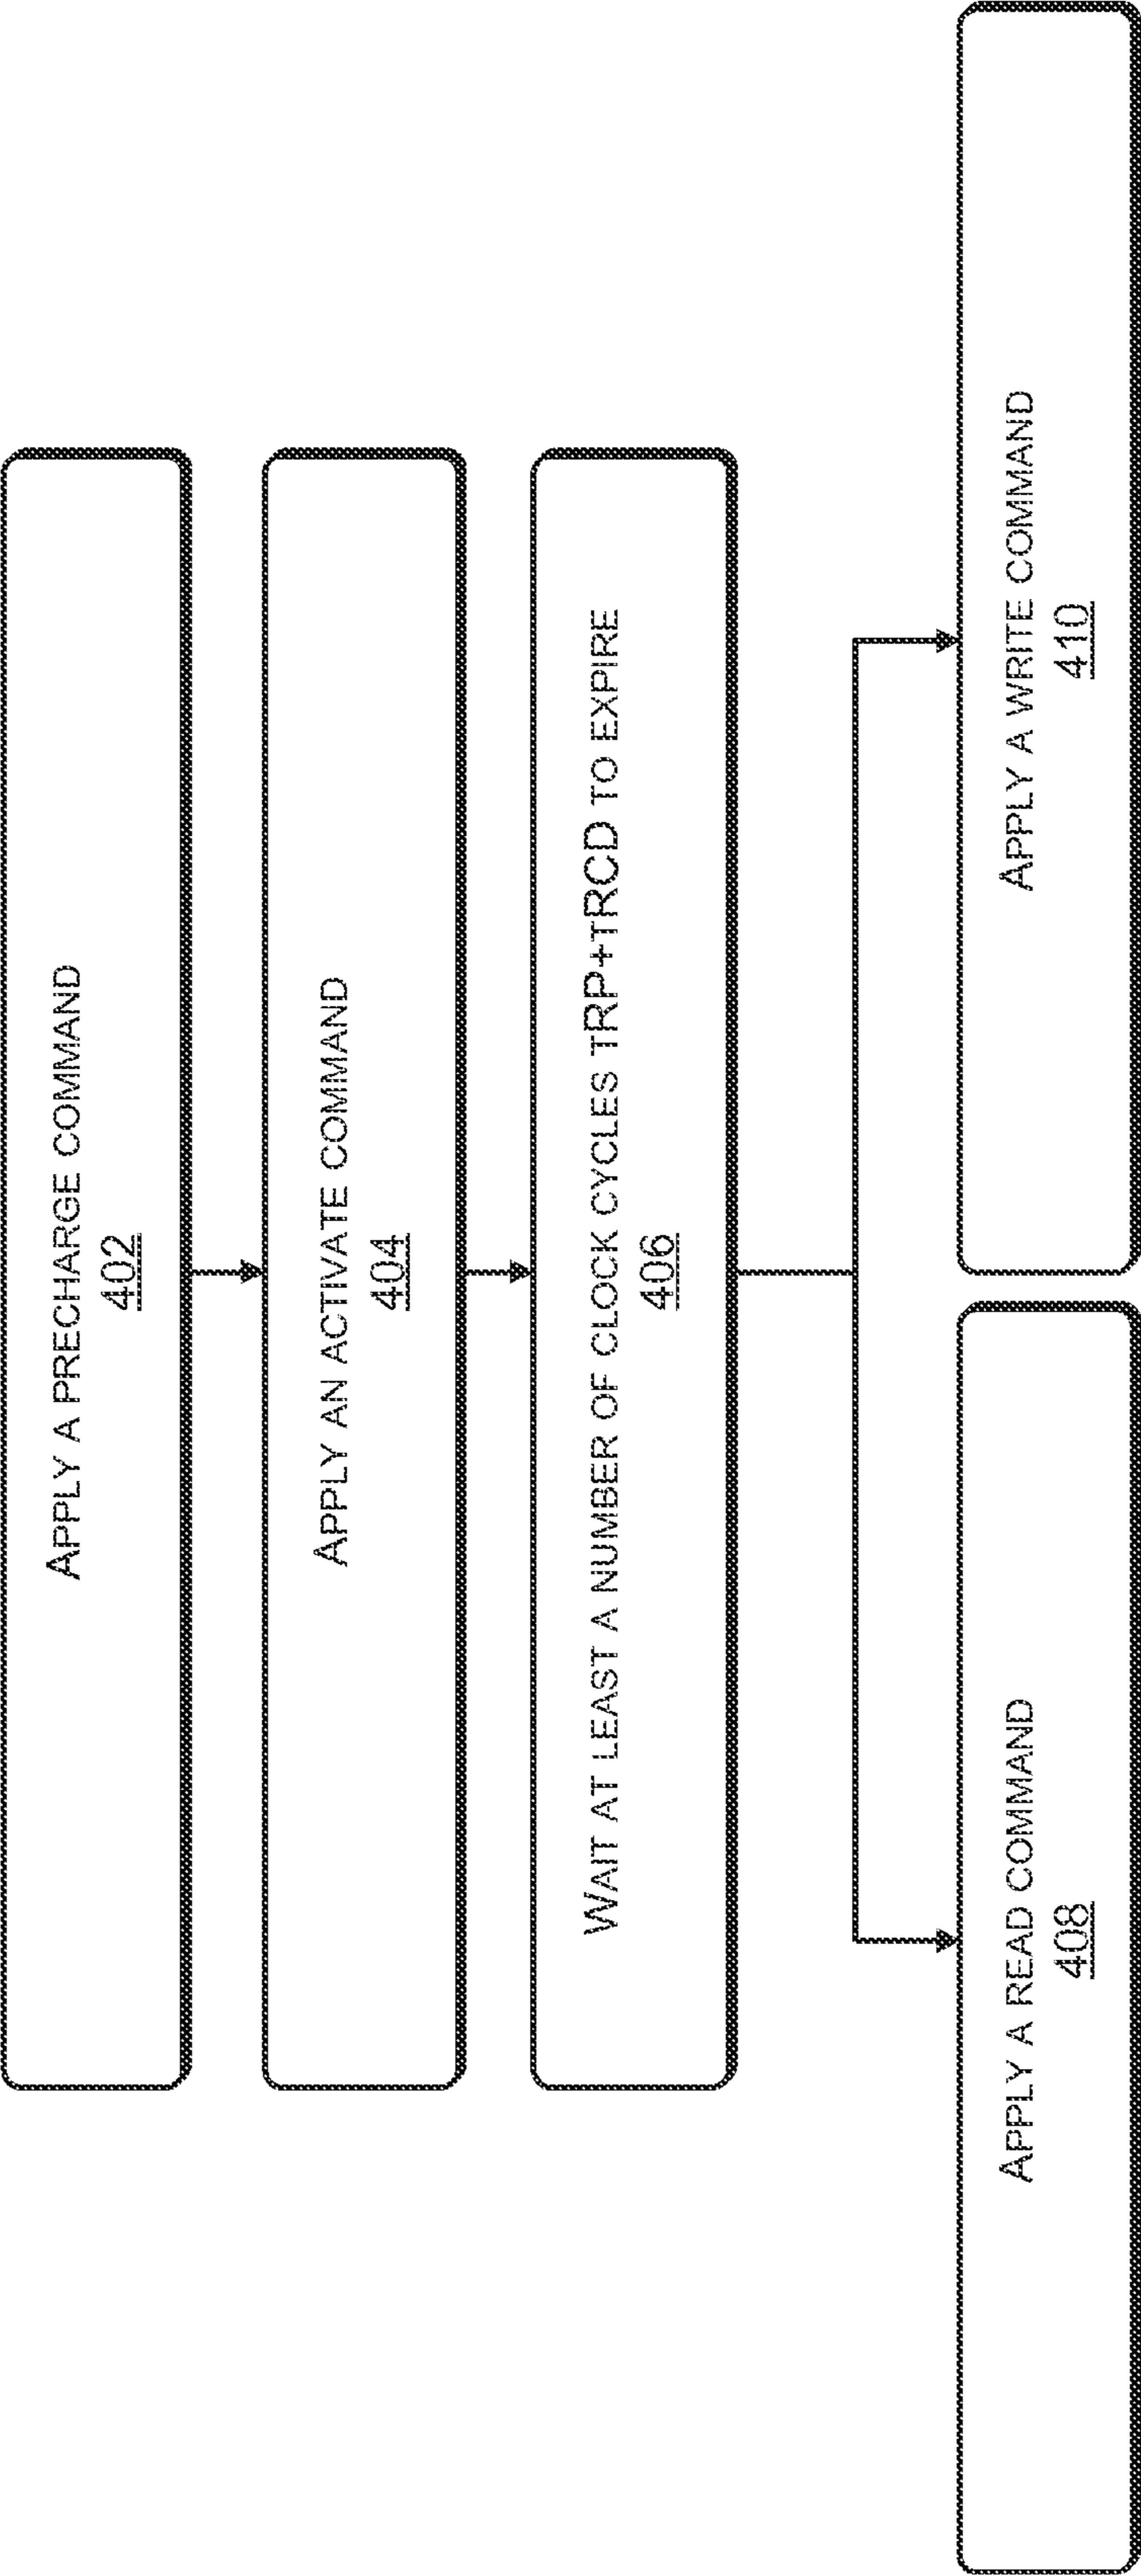 APPLY A PRECHARGE COMMAND
402
APPLY AN ACTIVATE COMMAND
404
WAIT AT LEAST A NUMBER OF CLOCK CYCLES TRP+TRCD TO EXPIRE
406
APPLY A READ COMMAND
408
APPLY A WRITE COMMAND
410